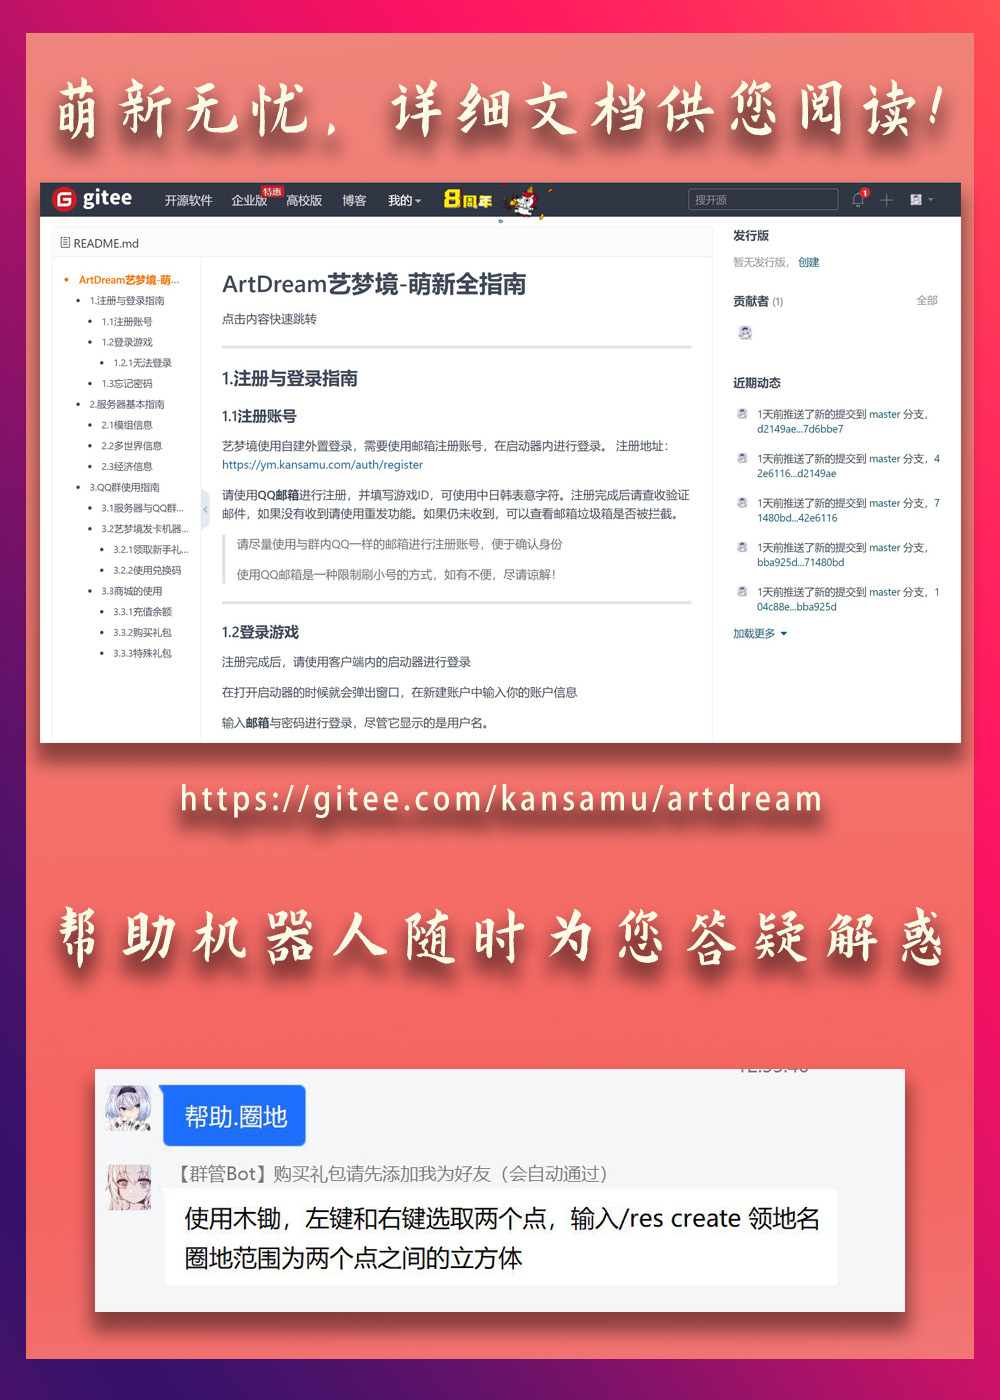 萌新无忧，详细文档供您阅读！
gitee
开源软件 企业版 特惠 高校版 博客 我的 8周年 搜开源 1
README.md
ArtDream艺梦境-萌...
1.注册与登录指南
1.1注册账号
1.2登录游戏
1.2.1无法登录
1.3忘记密码
2.服务器基本指南
2.1模组信息
2.2多世界信息
2.3经济信息
3.QQ群使用指南
3.1服务器与QQ群...
3.2艺梦境发卡机器...
3.2.1领取新手礼...
3.2.2使用兑换码
3.3商城的使用
3.3.1充值余额
3.3.2购买礼包
3.3.3特殊礼包
ArtDream艺梦境-萌新全指南
点击内容快速跳转
1.注册与登录指南
1.1注册账号
艺梦境使用自建外置登录，需要使用邮箱注册账号，在启动器内进行登录。 注册地址：
https://ym.kansamu.com/auth/register
请使用QQ邮箱进行注册，并填写游戏ID，可使用中日韩表意字符。注册完成后请查收验证
邮件，如果没有收到请使用重发功能。如果仍未收到，可以查看邮箱垃圾箱是否被拦截。
请尽量使用与群内QQ一样的邮箱进行注册账号，便于确认身份
使用QQ邮箱是一种限制刷小号的方式，如有不便，尽请谅解！
1.2登录游戏
注册完成后，请使用客户端内的启动器进行登录
在打开启动器的时候就会弹出窗口，在新建账户中输入你的账户信息
输入邮箱与密码进行登录，尽管它显示的是用户名。
发行版
暂无发行版，创建
贡献者 (1) 全部
近期动态
1天前推送了新的提交到 master 分支，
d2149ae...7d6bbe7
1天前推送了新的提交到 master 分支，4
2e6116...d2149ae
1天前推送了新的提交到 master 分支，7
1480bd...42e6116
1天前推送了新的提交到 master 分支，
bba925d...71480bd
1天前推送了新的提交到 master 分支，1
04c88e...bba925d
加载更多
https://gitee.com/kansamu/artdream
帮助机器人随时为您答疑解惑
帮助.圈地
【群管Bot】购买礼包请先添加我为好友（会自动通过）
使用木锄，左键和右键选取两个点，输入/res create 领地名
圈地范围为两个点之间的立方体